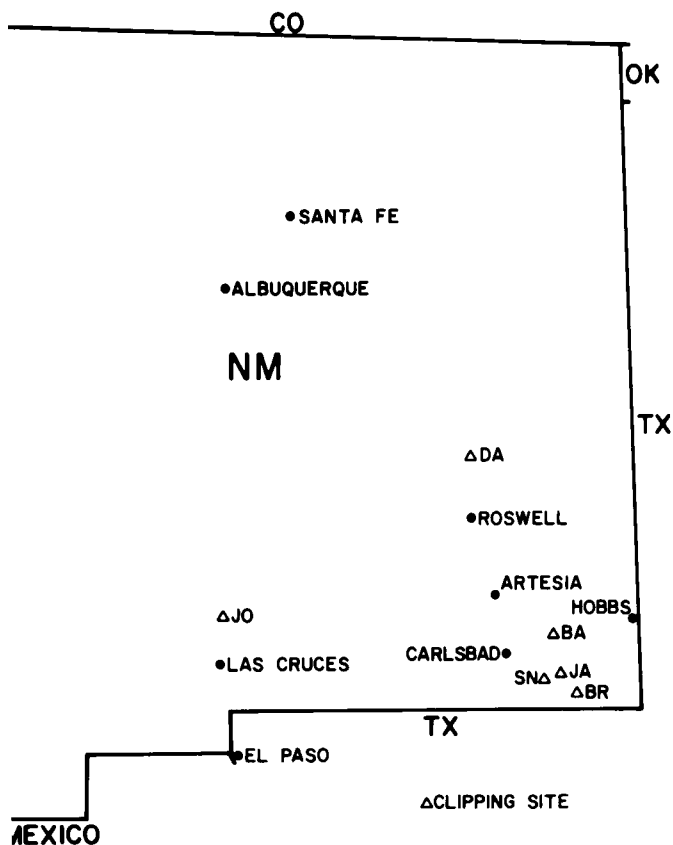 CO
OK
SANTA FE
ALBUQUERQUE
NM
TX
DA
ROSWELL
ARTESIA
HOBBS
JO
BA
CARLSBAD
LAS CRUCES
JA
SN
BR
TX
EL PASO
CLIPPING SITE
MEXICO